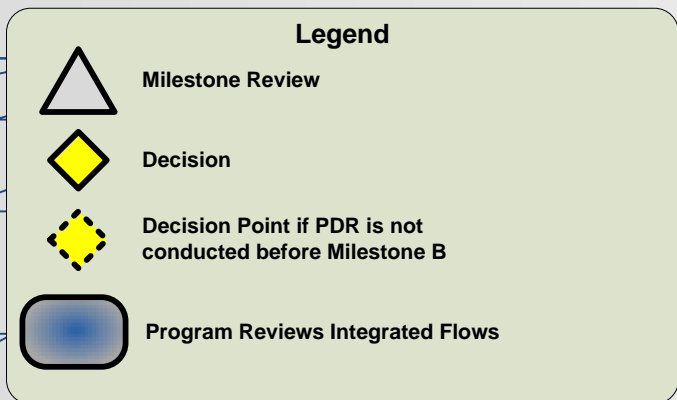 Legend
Milestone Review
Decision
Decision Point if PDR is not
conducted before Milestone B
Program Reviews Integrated Flows